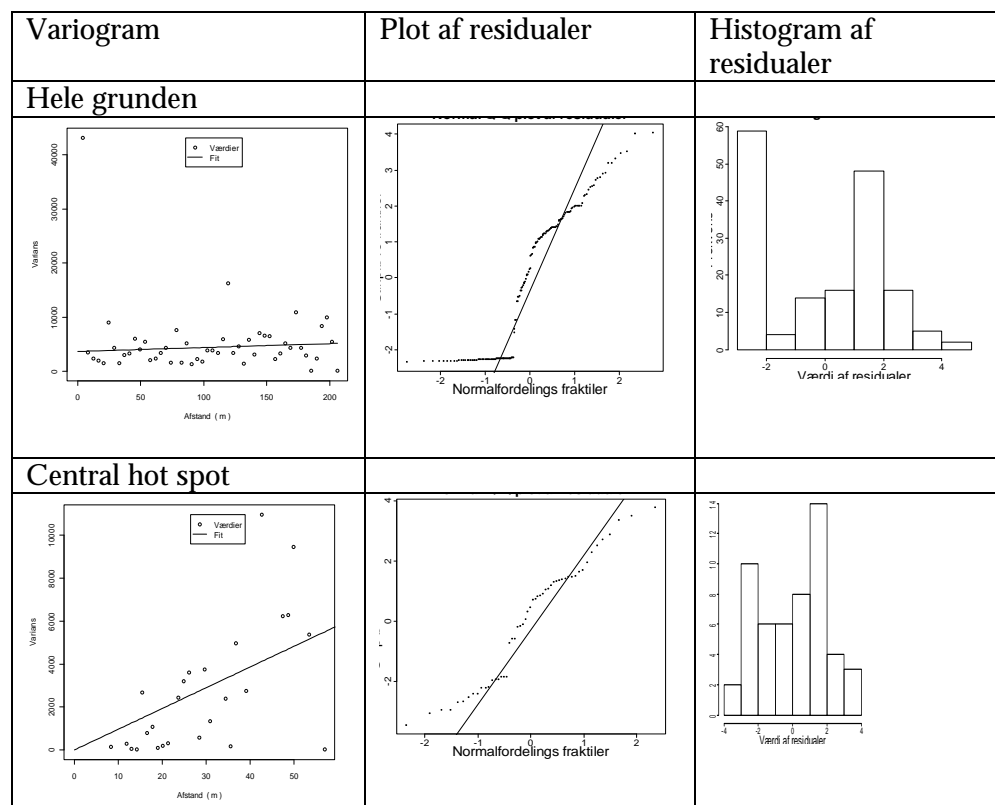 Variogram
Plot af residualer
Histogram af
residualer
Hele grunden
Værdier
Fit
Varians
40000
30000
20000
10000
0
0 50 100 150 200
Afstand ( m )
4
3
2
1
0
-1
-2
-2 -1 0 1 2
Normalfordelings fraktiler
60
50
40
30
20
10
0
-2 0 2 4
Værdi af residualer
Central hot spot
Værdier
Fit
Varians
10000
8000
6000
4000
2000
0
0 10 20 30 40 50
Afstand ( m )
4
2
0
-2
-2 -1 0 1 2
Normalfordelings fraktiler
14
12
10
8
6
4
2
0
-4 -2 0 2 4
Værdi af residualer